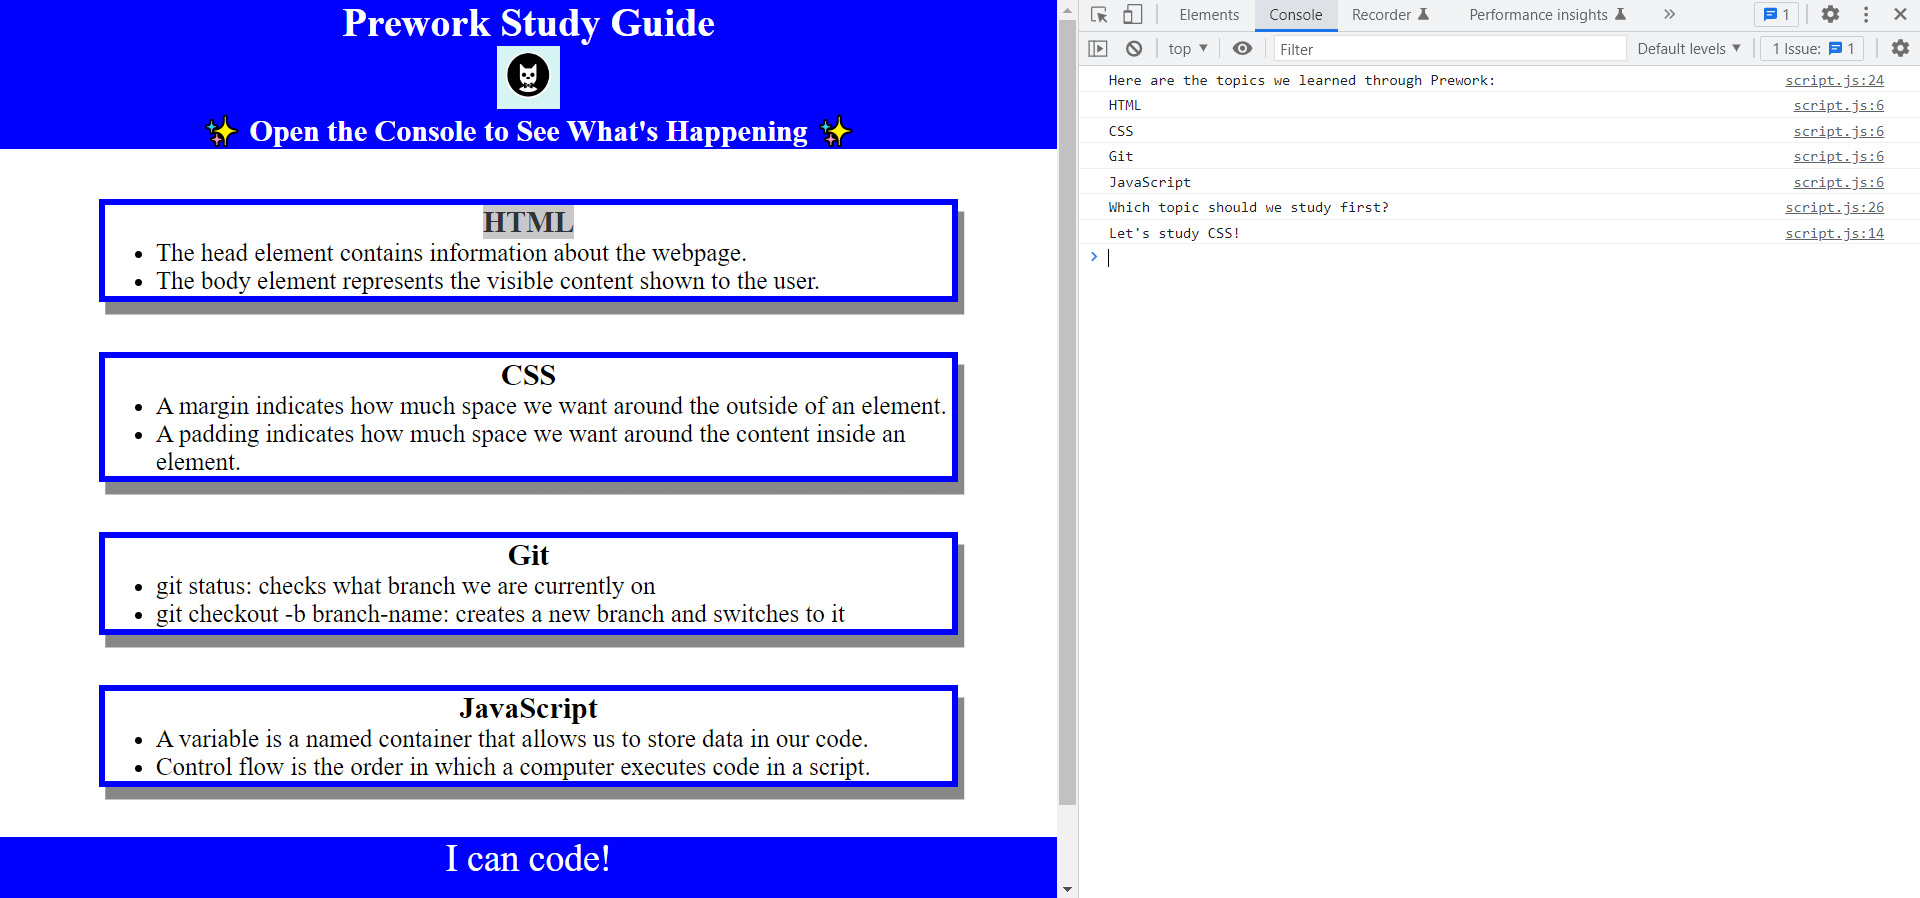 Prework Study Guide
✨ Open the Console to See What's Happening ✨
HTML
• The head element contains information about the webpage.
• The body element represents the visible content shown to the user.
CSS
• A margin indicates how much space we want around the outside of an element.
• A padding indicates how much space we want around the content inside an
element.
Git
• git status: checks what branch we are currently on
• git checkout -b branch-name: creates a new branch and switches to it
JavaScript
• A variable is a named container that allows us to store data in our code.
• Control flow is the order in which a computer executes code in a script.
I can code!
Elements Console Recorder Performance insights 1
top Filter Default levels 1 Issue: 1
Here are the topics we learned through Prework: script.js:24
HTML script.js:6
CSS script.js:6
Git script.js:6
JavaScript script.js:6
Which topic should we study first? script.js:26
Let's study CSS! script.js:14